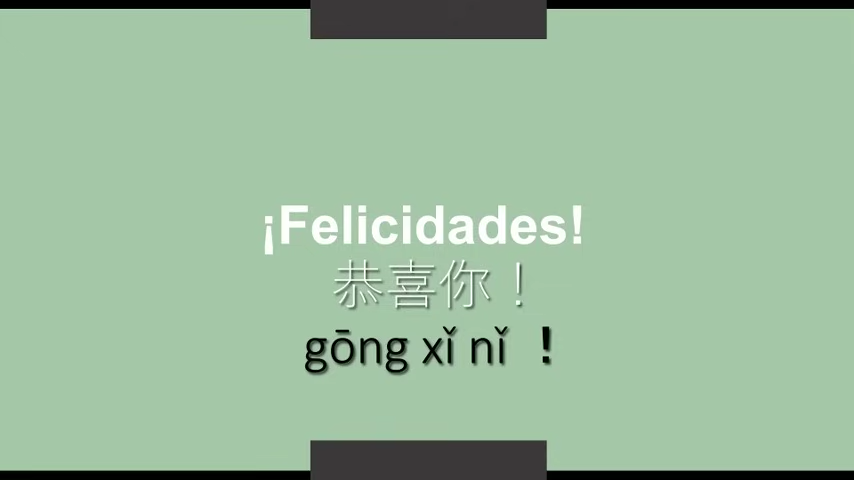 ¡Felicidades!
恭喜你！
gōng xǐ nǐ ！